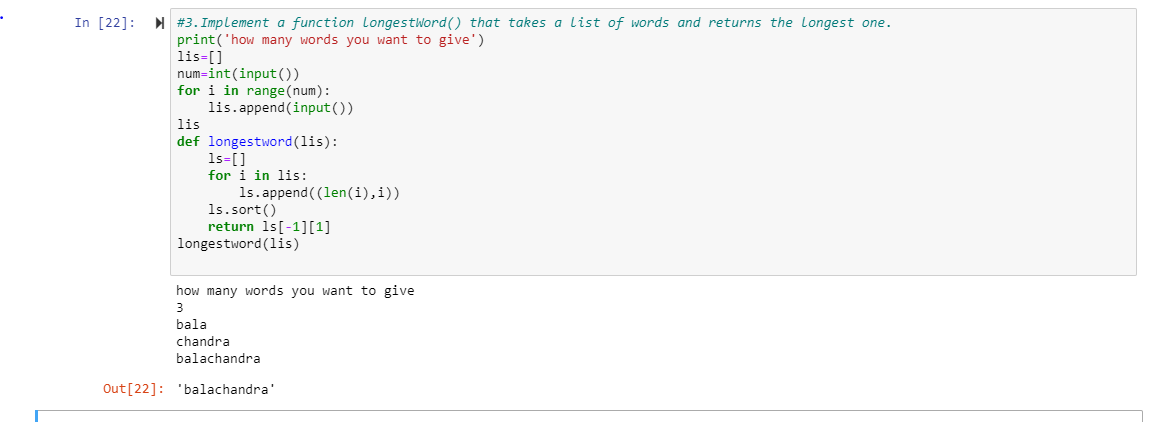 In [22]: #3.Implement a function longestWord() that takes a list of words and returns the longest one.
print('how many words you want to give')
lis=[]
num=int(input())
for i in range(num):
    lis.append(input())
lis
def longestword(lis):
    ls=[]
    for i in lis:
        ls.append((len(i),i))
    ls.sort()
    return ls[-1][1]
longestword(lis)
how many words you want to give
3
bala
chandra
balachandra
Out[22]: 'balachandra'